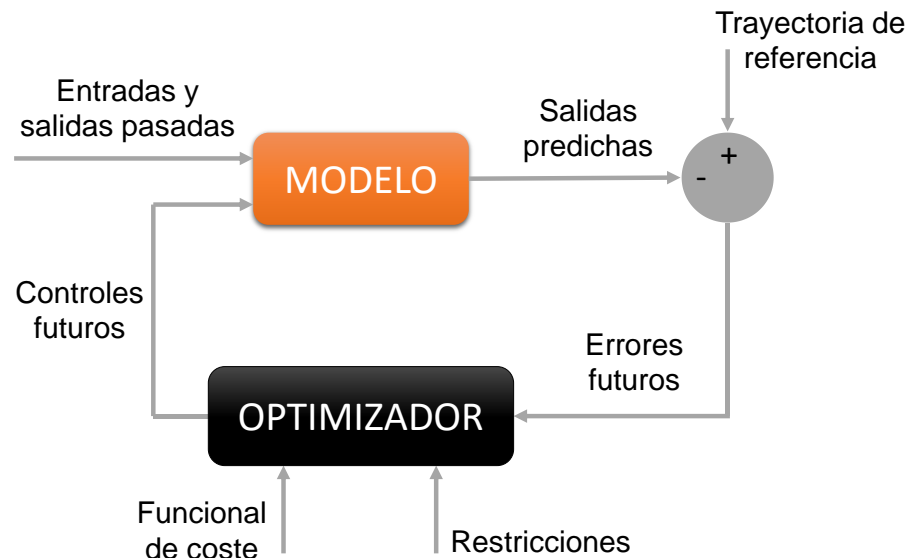 Trayectoria de
referencia
Entradas y
salidas pasadas
Salidas
predichas
MODELO
+
-
Controles
futuros
Errores
futuros
OPTIMIZADOR
Funcional
de coste
Restricciones